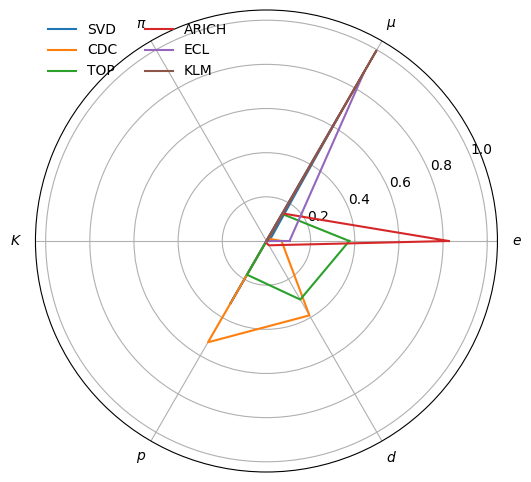 π μ
SVD ARICH
CDC ECL
TOP KLM
1.0
0.8
0.6
0.4
0.2
K e
p d